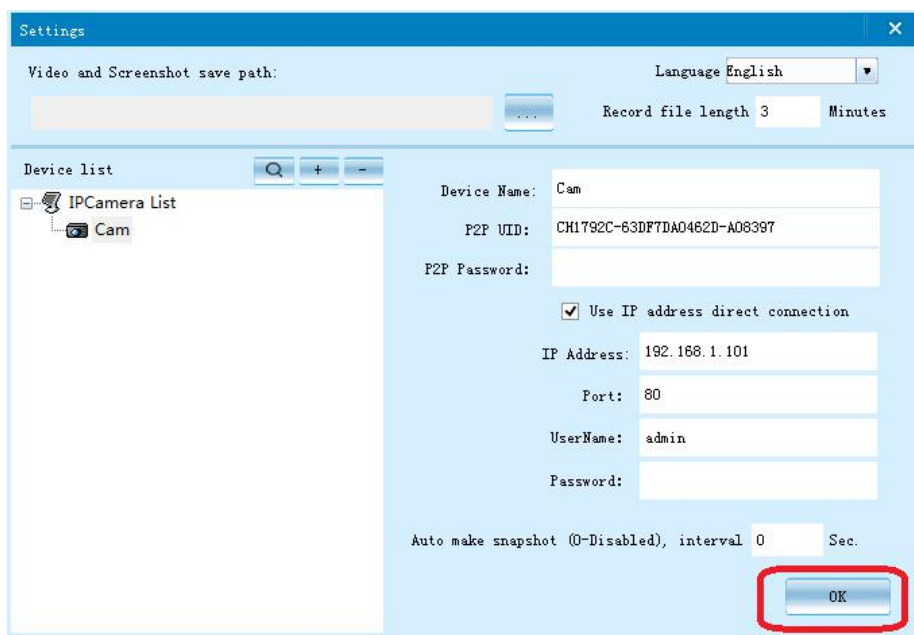 Settings
Video and Screenshot save path:
Language English
...
Record file length 3 Minutes
Device list
+ -
IPCamera List
Cam
Device Name: Cam
P2P UID: CH1792C-63DF7DA0462D-A08397
P2P Password:
Use IP address direct connection
IP Address: 192.168.1.101
Port: 80
UserName: admin
Password:
Auto make snapshot (0-Disabled), interval 0 Sec.
OK